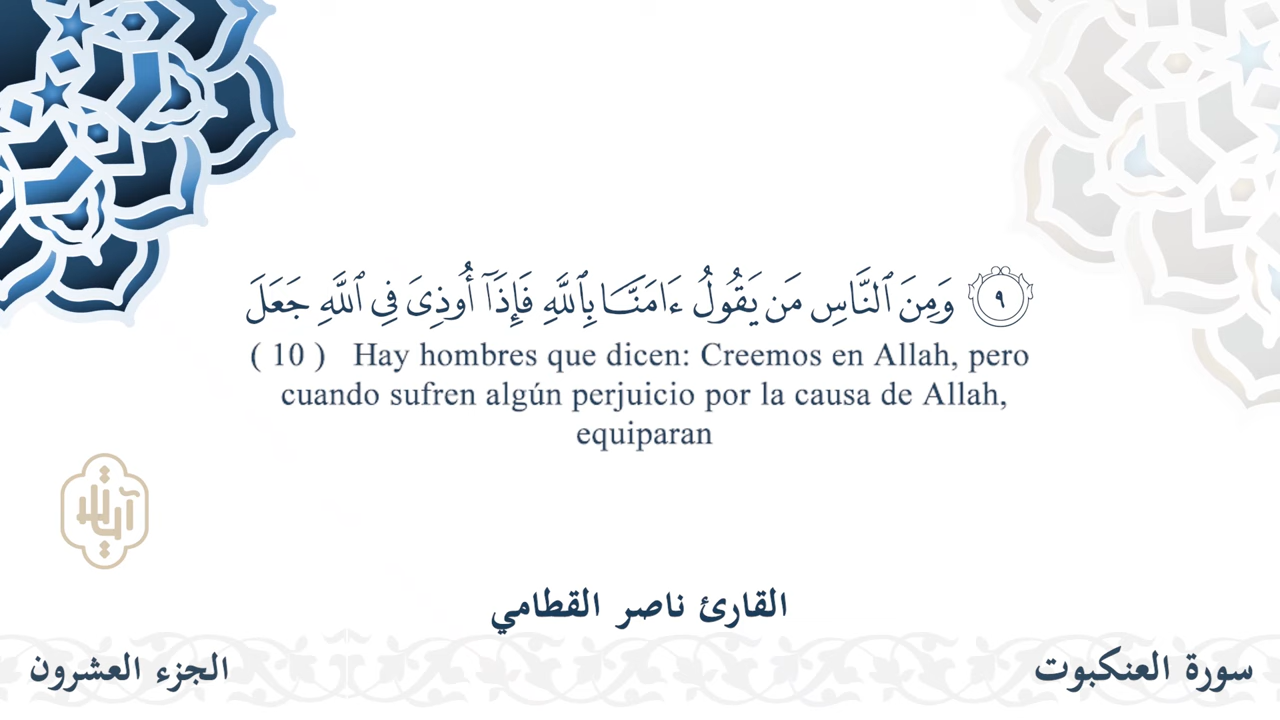 ٩ وَمِنَ ٱلنَّاسِ مَن يَقُولُ ءَامَنَّا بِٱللَّهِ فَإِذَآ أُوذِىَ فِى ٱللَّهِ جَعَلَ
( 10 ) Hay hombres que dicen: Creemos en Allah, pero
cuando sufren algún perjuicio por la causa de Allah,
equiparan
القارئ ناصر القطامي
سورة العنكبوت
الجزء العشرون